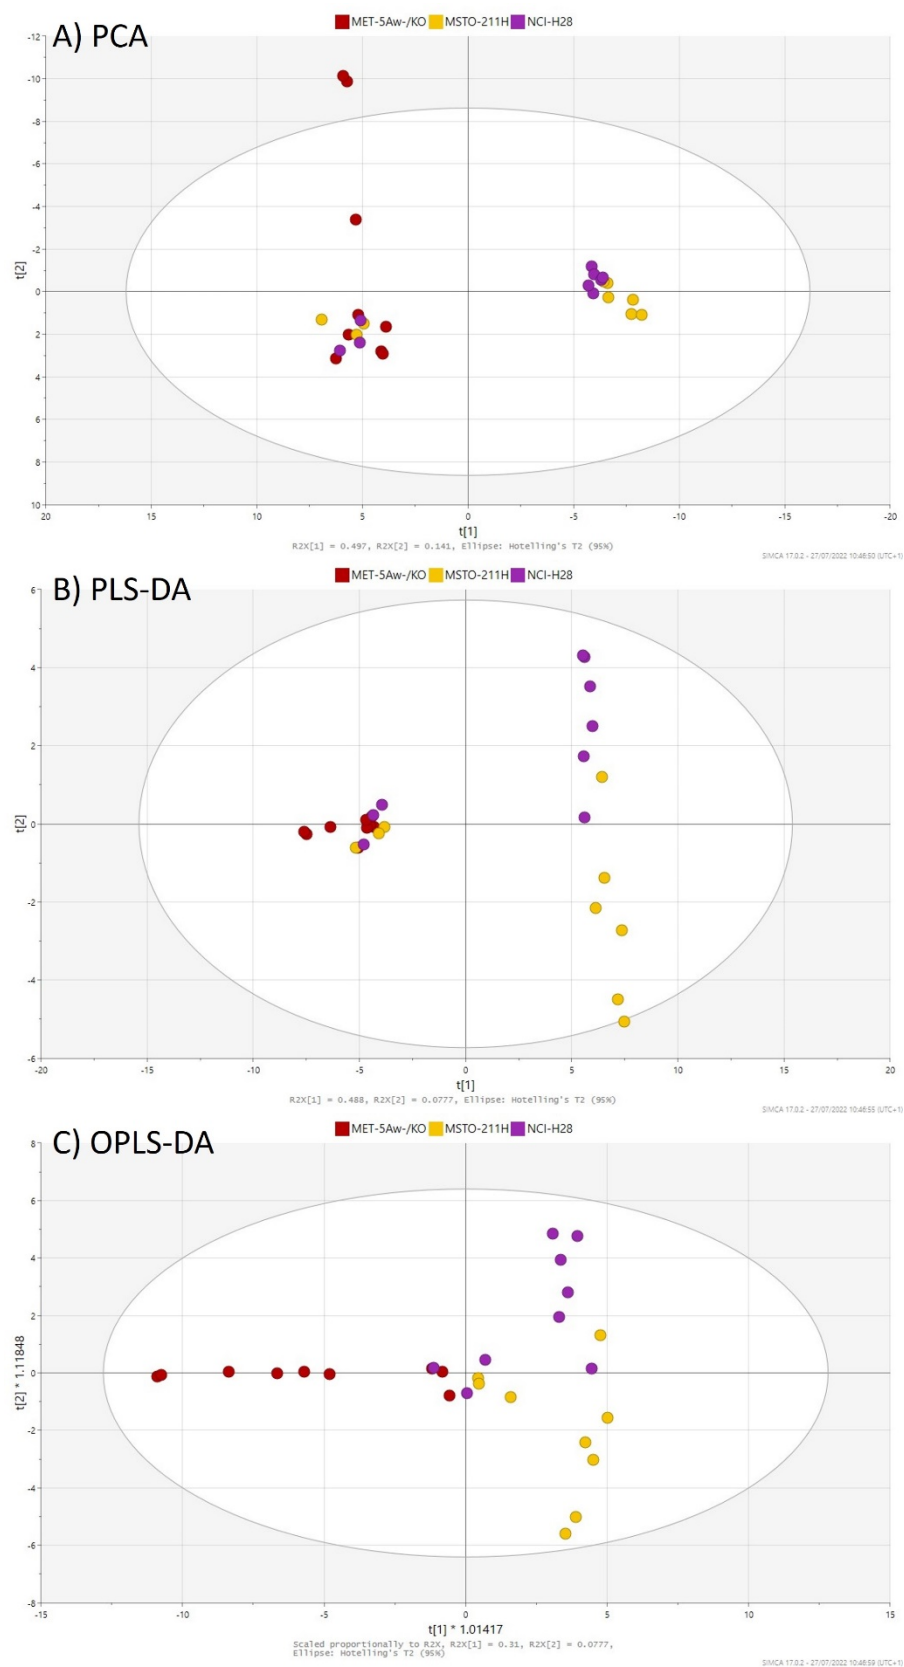 MET-5Aw-/KO MSTO-211H NCI-H28
A) PCA
-12
-10
-8
-6
-4
-2
0
2
4
6
8
10
t[2]
20 15 10 5 0 -5 -10 -15 -20
t[1]
R2X[1] = 0.497, R2X[2] = 0.141, Ellipse: Hotelling's T2 (95%)
SIMCA 17.0.2 - 27/07/2022 10:46:50 (UTC+1)
MET-5Aw-/KO MSTO-211H NCI-H28
B) PLS-DA
6
4
2
0
-2
-4
-6
t[2]
-20 -15 -10 -5 0 5 10 15 20
t[1]
R2X[1] = 0.488, R2X[2] = 0.0777, Ellipse: Hotelling's T2 (95%)
SIMCA 17.0.2 - 27/07/2022 10:46:55 (UTC+1)
MET-5Aw-/KO MSTO-211H NCI-H28
C) OPLS-DA
8
6
4
2
0
-2
-4
-6
-8
t[2] * 1.11848
-15 -10 -5 0 5 10 15
t[1] * 1.01417
Scaled proportionally to R2X, R2X[1] = 0.31, R2X[2] = 0.0777,
Ellipse: Hotelling's T2 (95%)
SIMCA 17.0.2 - 27/07/2022 10:46:59 (UTC+1)